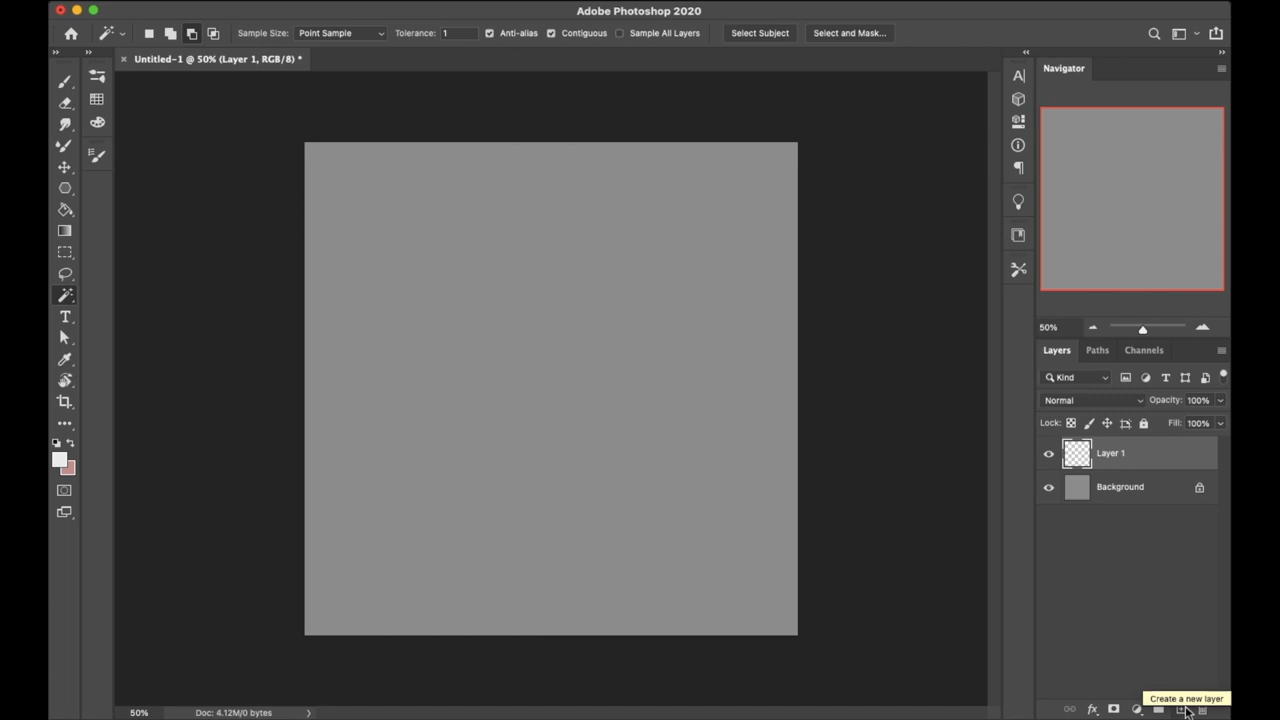 Adobe Photoshop 2020
Sample Size: Point Sample Tolerance: 1 Anti-alias Contiguous Sample All Layers Select Subject Select and Mask...
Untitled-1 @ 50% (Layer 1, RGB/8) *
Navigator
50%
Layers Paths Channels
Kind
Normal Opacity: 100%
Lock: Fill: 100%
Layer 1
Background
Create a new layer
50% Doc: 4.12M/0 bytes